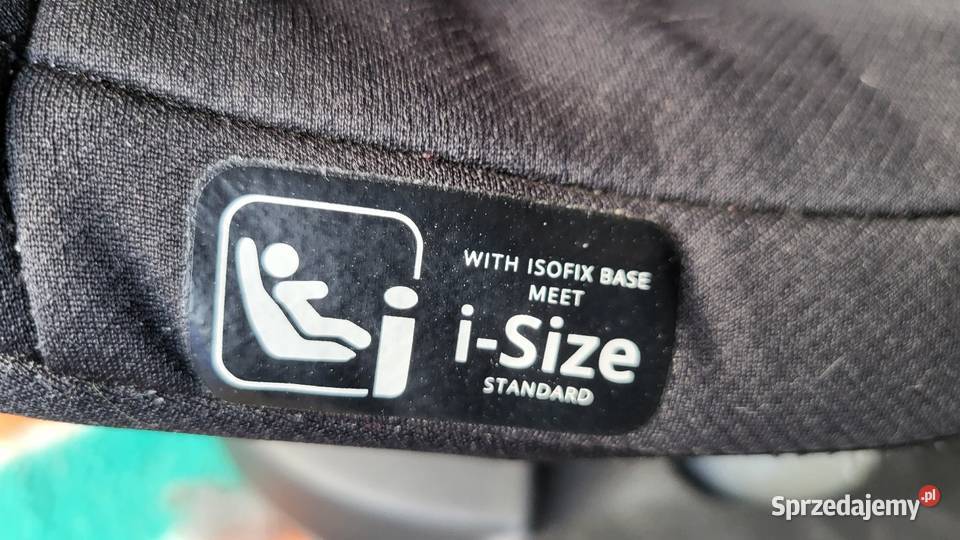 WITH ISOFIX BASE
MEET
i-Size
STANDARD
Sprzedajemy.pl